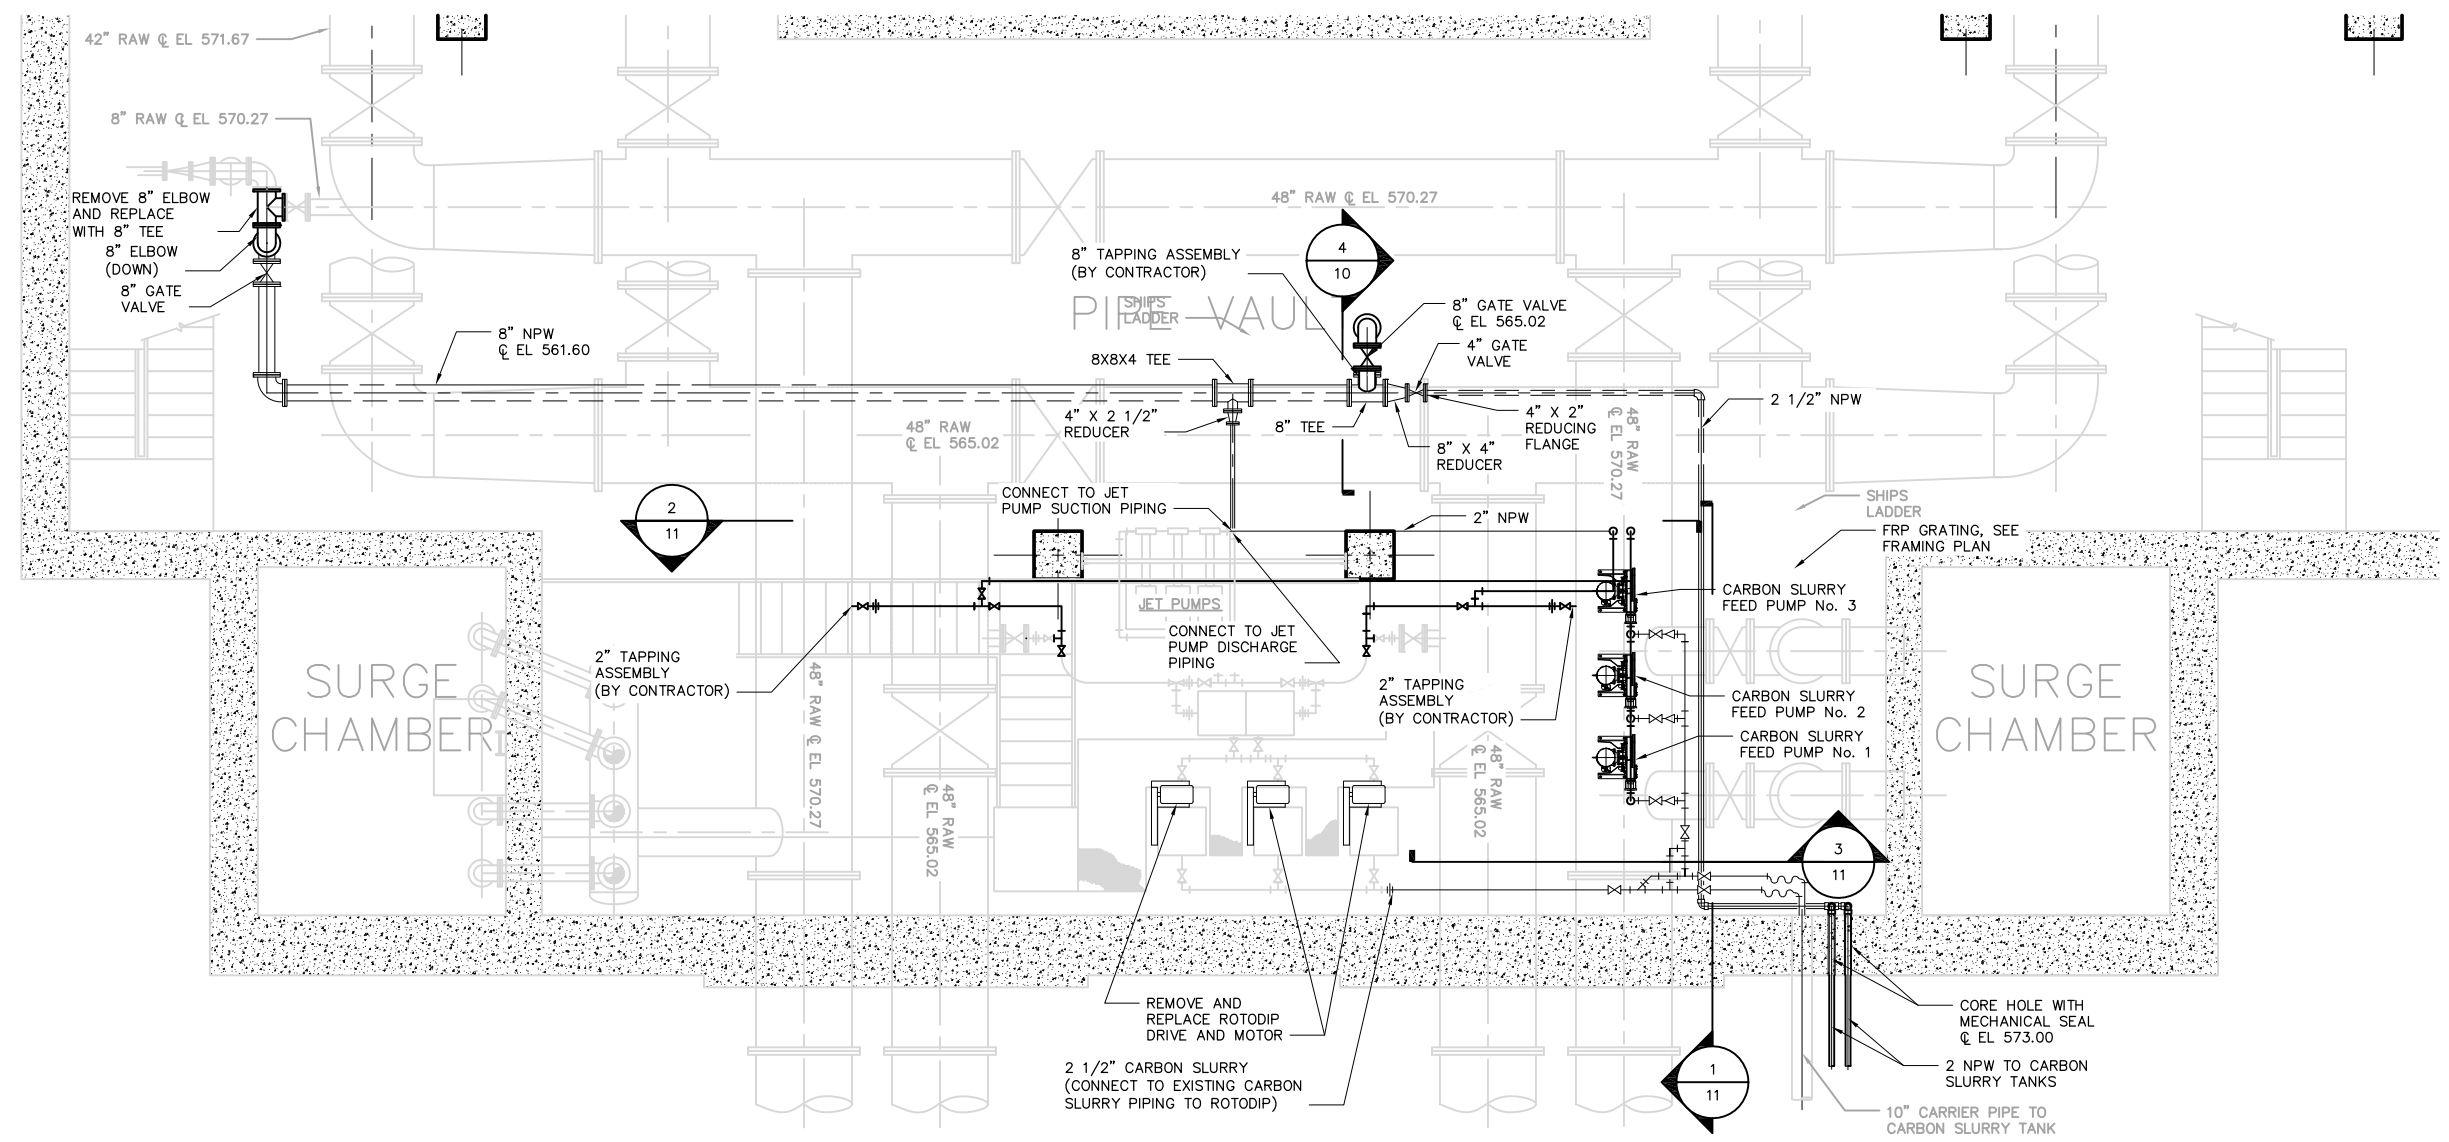 42" RAW ℄ EL 571.67
8" RAW ℄ EL 570.27
REMOVE 8" ELBOW
AND REPLACE
WITH 8" TEE
8" ELBOW
(DOWN)
8" GATE
VALVE
8" NPW
℄ EL 561.60
48" RAW ℄ EL 570.27
8" TAPPING ASSEMBLY
(BY CONTRACTOR)
4
10
PIPE VAUL
SHIPS
LADDER
8" GATE VALVE
℄ EL 565.02
4" GATE
VALVE
8X8X4 TEE
4" X 2 1/2"
REDUCER
8" TEE
4" X 2"
REDUCING
FLANGE
8" X 4"
REDUCER
48" RAW
℄ EL 570.27
2 1/2" NPW
48" RAW
℄ EL 565.02
2
11
CONNECT TO JET
PUMP SUCTION PIPING
2" NPW
SHIPS
LADDER
FRP GRATING, SEE
FRAMING PLAN
JET PUMPS
CARBON SLURRY
FEED PUMP No. 3
CONNECT TO JET
PUMP DISCHARGE
PIPING
2" TAPPING
ASSEMBLY
(BY CONTRACTOR)
2" TAPPING
ASSEMBLY
(BY CONTRACTOR)
CARBON SLURRY
FEED PUMP No. 2
CARBON SLURRY
FEED PUMP No. 1
SURGE
CHAMBER
SURGE
CHAMBER
48" RAW ℄ EL 570.27
48" RAW
℄ EL 565.02
48" RAW
℄ EL 565.02
3
11
REMOVE AND
REPLACE ROTODIP
DRIVE AND MOTOR
2 1/2" CARBON SLURRY
(CONNECT TO EXISTING CARBON
SLURRY PIPING TO ROTODIP)
1
11
CORE HOLE WITH
MECHANICAL SEAL
℄ EL 573.00
2 NPW TO CARBON
SLURRY TANKS
10" CARRIER PIPE TO
CARBON SLURRY TANK